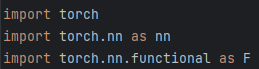 import torch
import torch.nn as nn
import torch.nn.functional as F